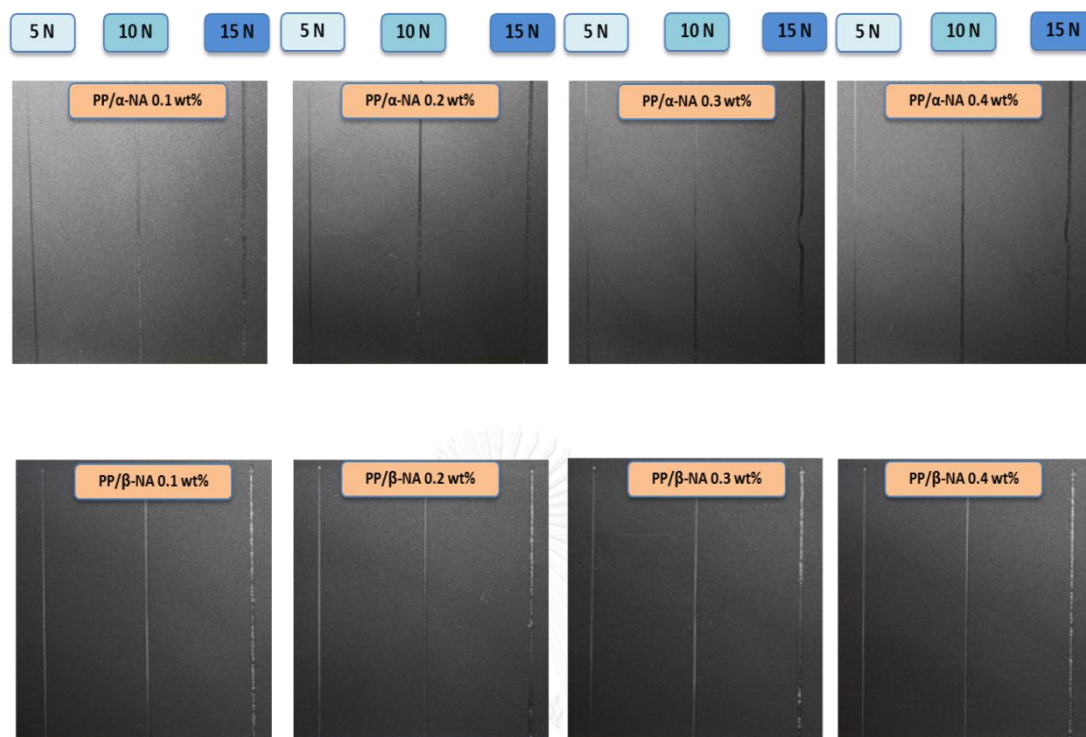 5 N 10 N 15 N 5 N 10 N 15 N 5 N 10 N 15 N 5 N 10 N 15 N
PP/α-NA 0.1 wt% PP/α-NA 0.2 wt% PP/α-NA 0.3 wt% PP/α-NA 0.4 wt%
PP/β-NA 0.1 wt% PP/β-NA 0.2 wt% PP/β-NA 0.3 wt% PP/β-NA 0.4 wt%